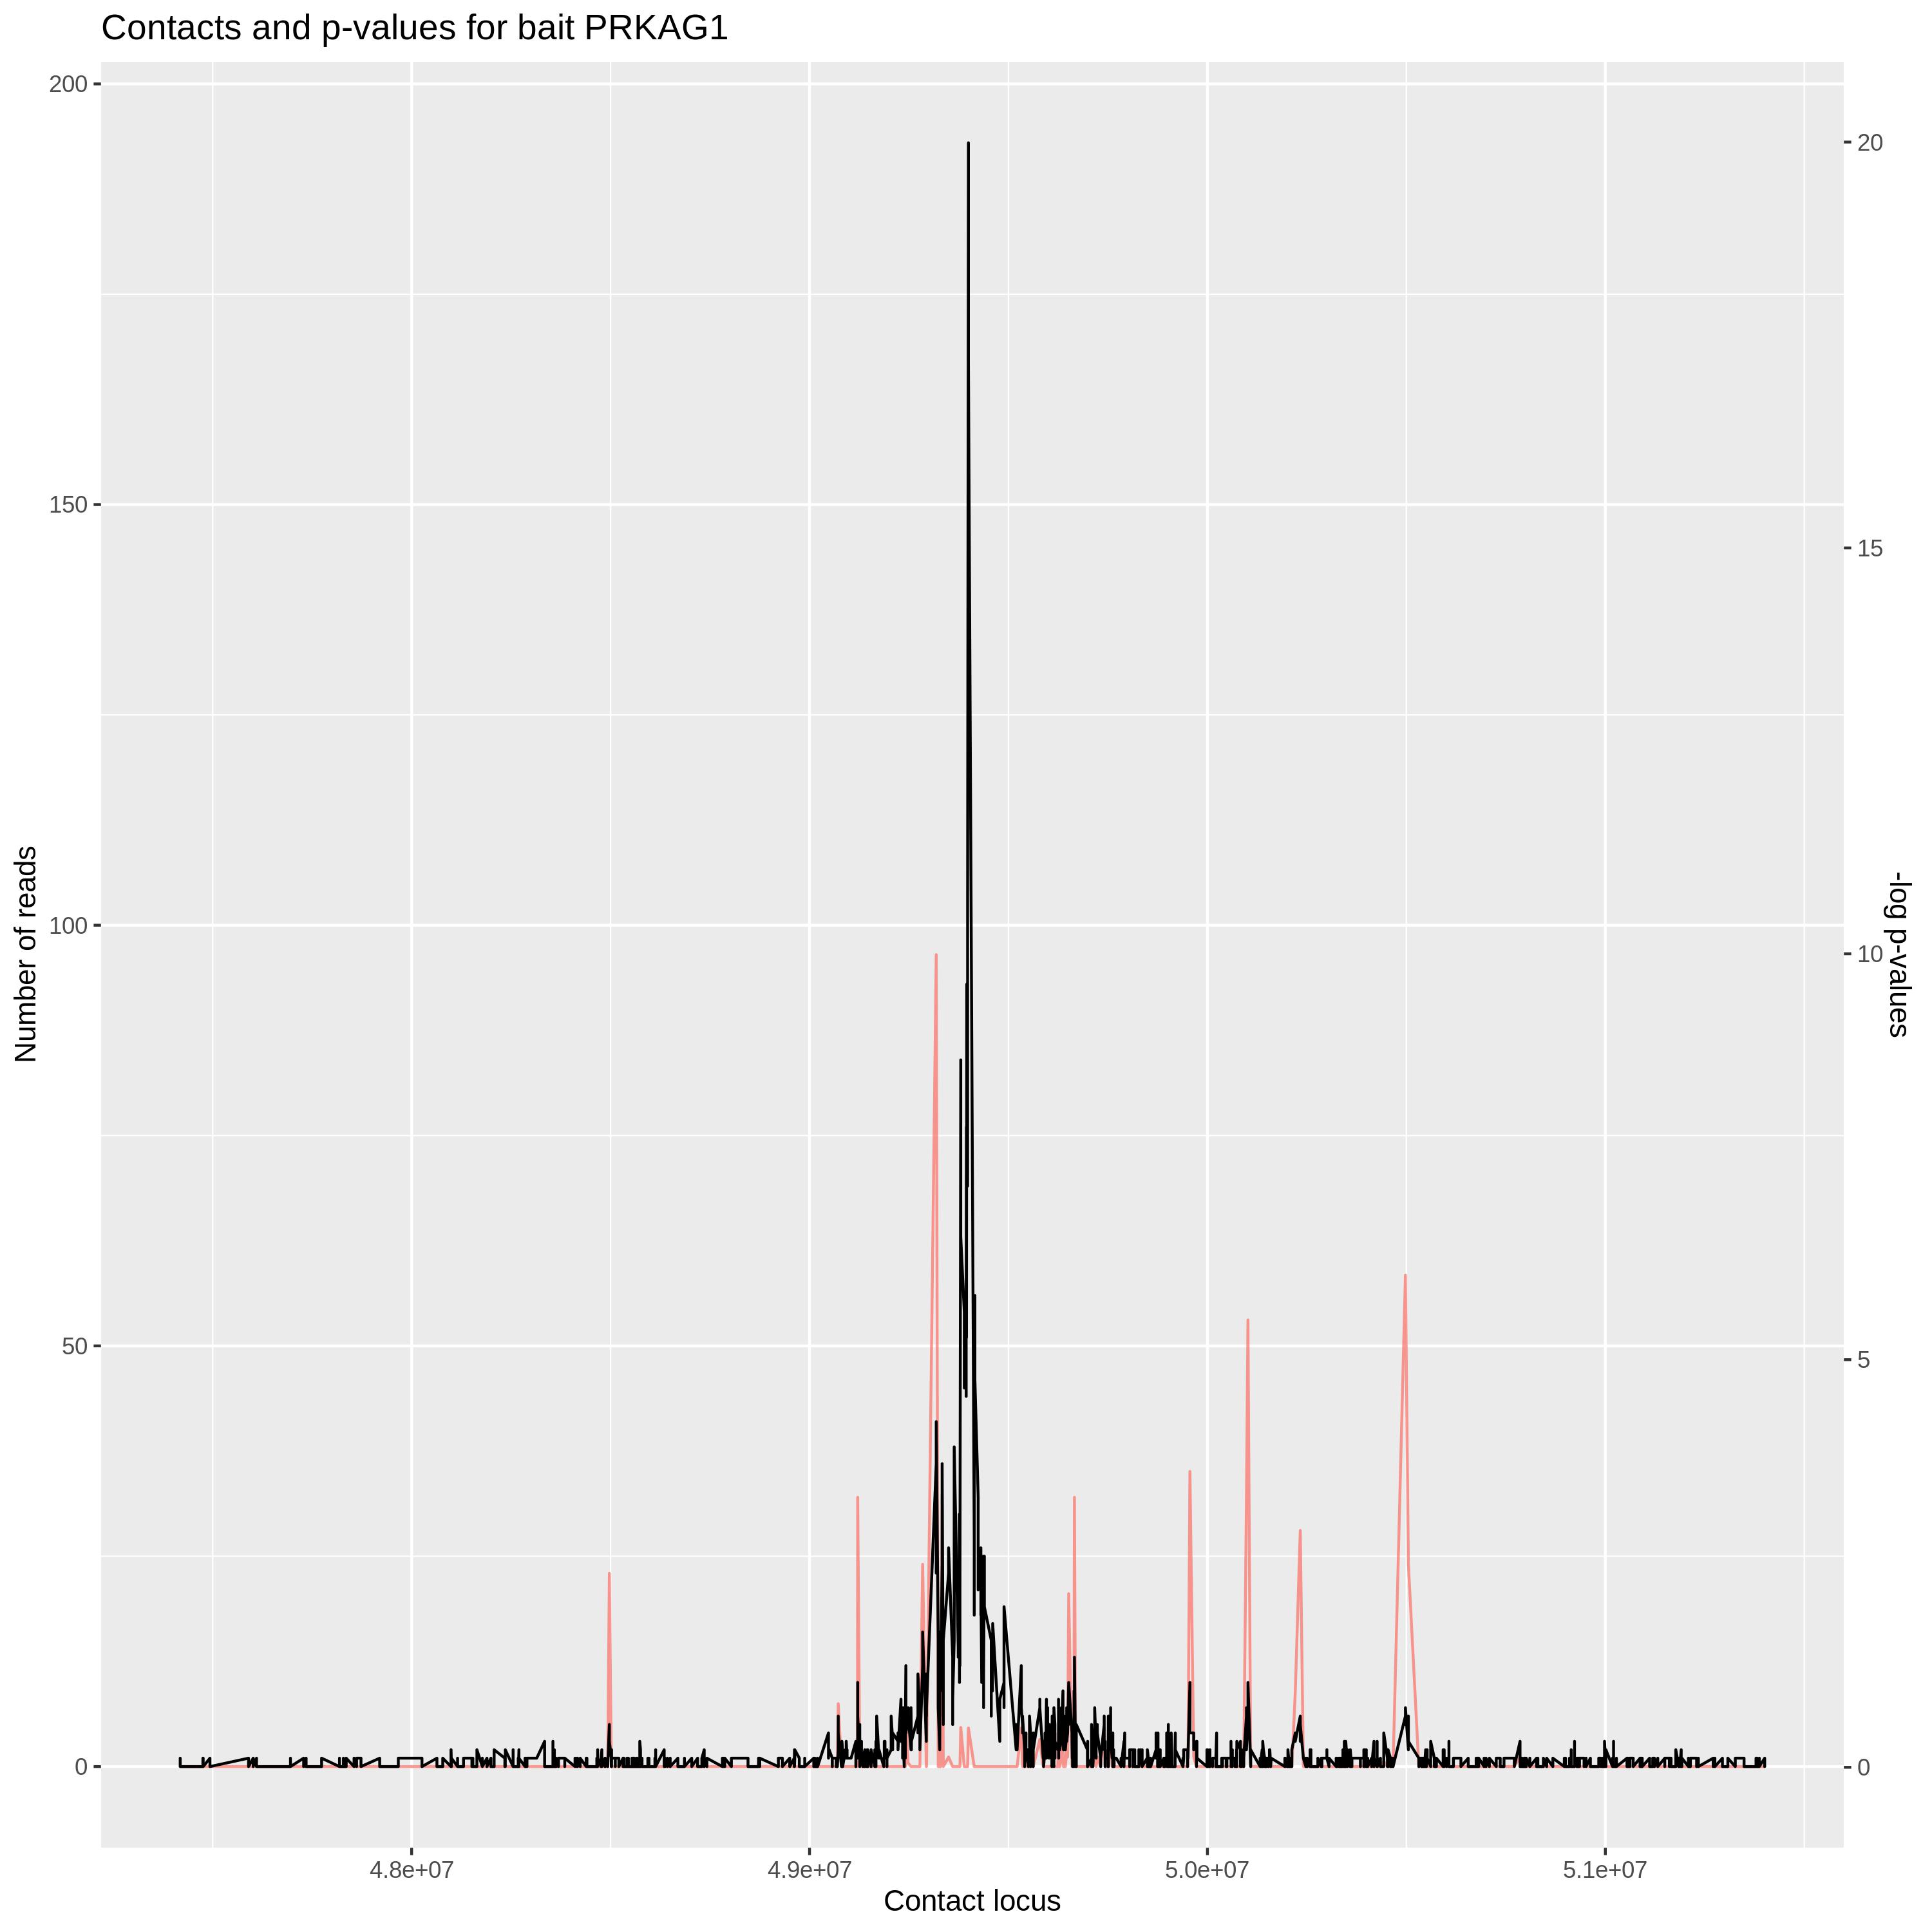 Contacts and p-values for bait PRKAG1
200
150
100
50
0
Number of reads
20
15
10
5
0
-log p-values
4.8e+07
4.9e+07
5.0e+07
5.1e+07
Contact locus